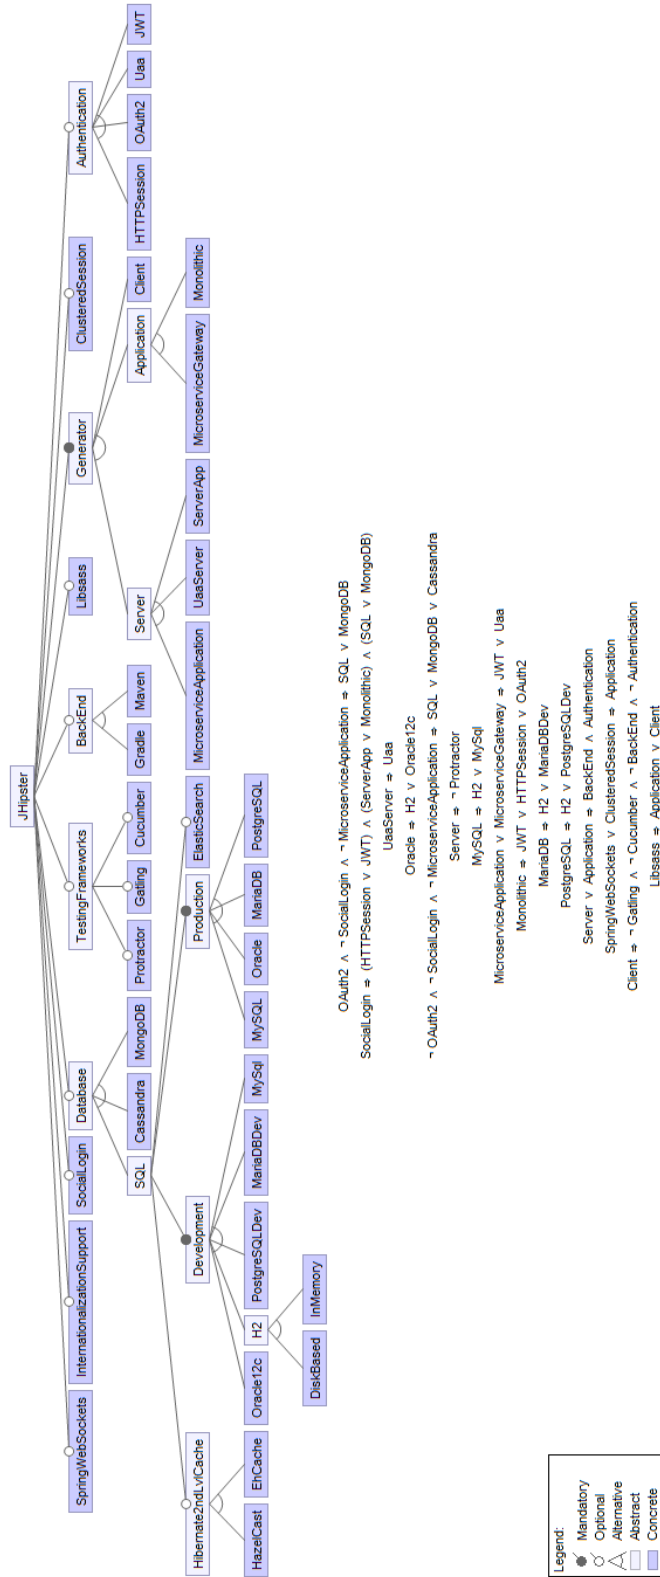 JHipster
SpringWebSockets
InternationalizationSupport
SocialLogin
Database
TestingFrameworks
BackEnd
Libsass
Generator
ClusteredSession
Authentication
SQL
Cassandra
MongoDB
Protractor
Gatling
Cucumber
Gradle
Maven
Server
Application
Client
HTTPSession
OAuth2
Uaa
JWT
Hibernate2ndLvlCache
Development
Production
ElasticSearch
MicroserviceApplication
UaaServer
ServerApp
MicroserviceGateway
Monolithic
HazelCast
EhCache
Oracle12c
H2
PostgreSQLDev
MariaDBDev
MySql
MySQL
Oracle
MariaDB
PostgreSQL
DiskBased
InMemory
OAuth2 ∧ ¬ SocialLogin ∧ ¬ MicroserviceApplication ⇒ SQL ∨ MongoDB
SocialLogin ⇒ (HTTPSession ∨ JWT) ∧ (ServerApp ∨ Monolithic) ∧ (SQL ∨ MongoDB)
UaaServer ⇒ Uaa
Oracle ⇒ H2 ∨ Oracle12c
¬ OAuth2 ∧ ¬ SocialLogin ∧ ¬ MicroserviceApplication ⇒ SQL ∨ MongoDB ∨ Cassandra
Server ⇒ ¬ Protractor
MySQL ⇒ H2 ∨ MySql
MicroserviceApplication ∨ MicroserviceGateway ⇒ JWT ∨ Uaa
Monolithic ⇒ JWT ∨ HTTPSession ∨ OAuth2
MariaDB ⇒ H2 ∨ MariaDBDev
PostgreSQL ⇒ H2 ∨ PostgreSQLDev
Server ∨ Application ⇒ BackEnd ∧ Authentication
SpringWebSockets ∨ ClusteredSession ⇒ Application
Client ⇒ ¬ Gatling ∧ ¬ Cucumber ∧ ¬ BackEnd ∧ ¬ Authentication
Libsass ⇒ Application ∨ Client
Legend:
Mandatory
Optional
Alternative
Abstract
Concrete